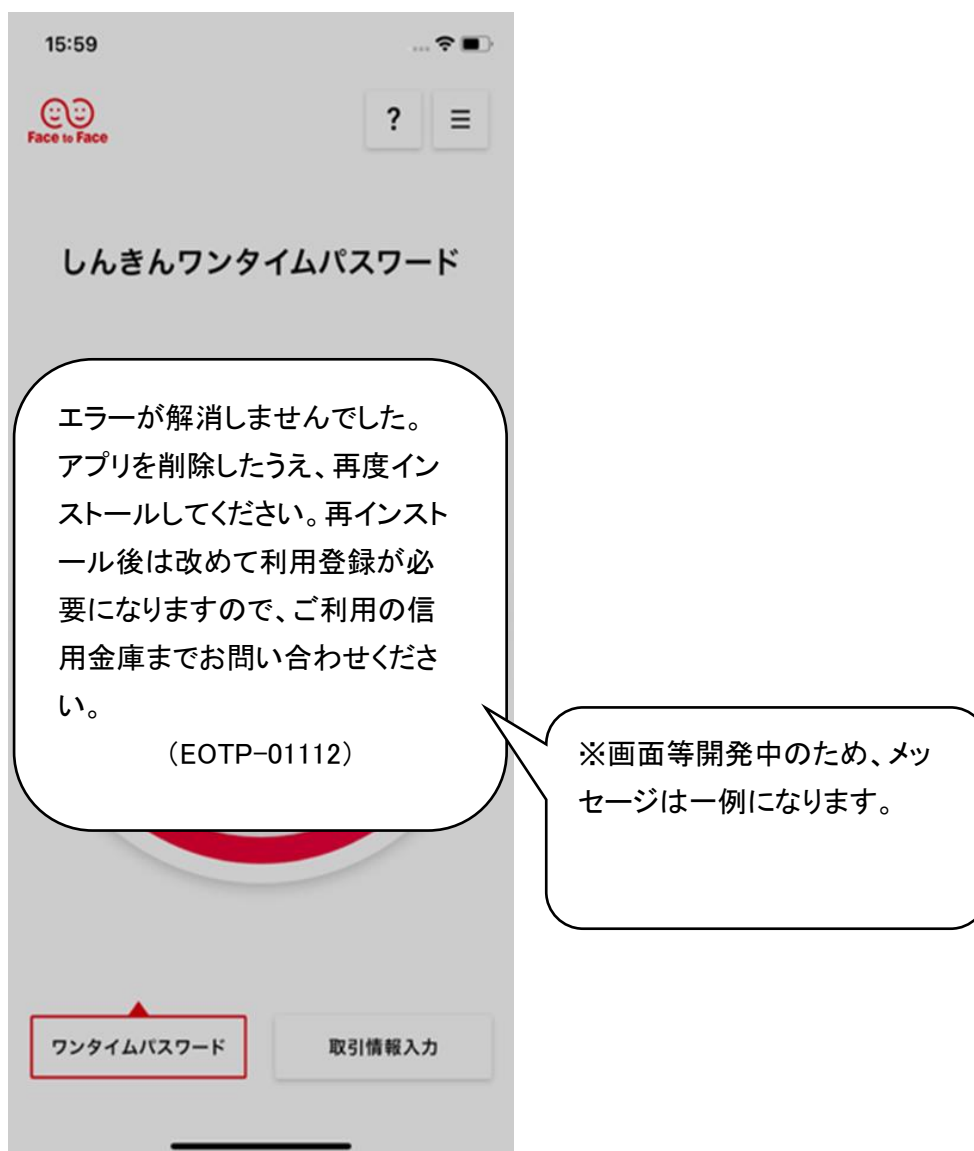 15:59
Face to Face
?
しんきんワンタイムパスワード
エラーが解消しませんでした。
アプリを削除したうえ、再度イン
ストールしてください。再インスト
ール後は改めて利用登録が必
要になりますので、ご利用の信
用金庫までお問い合わせくださ
い。
（EOTP-01112）
※画面等開発中のため、メッ
セージは一例になります。
ワンタイムパスワード
取引情報入力